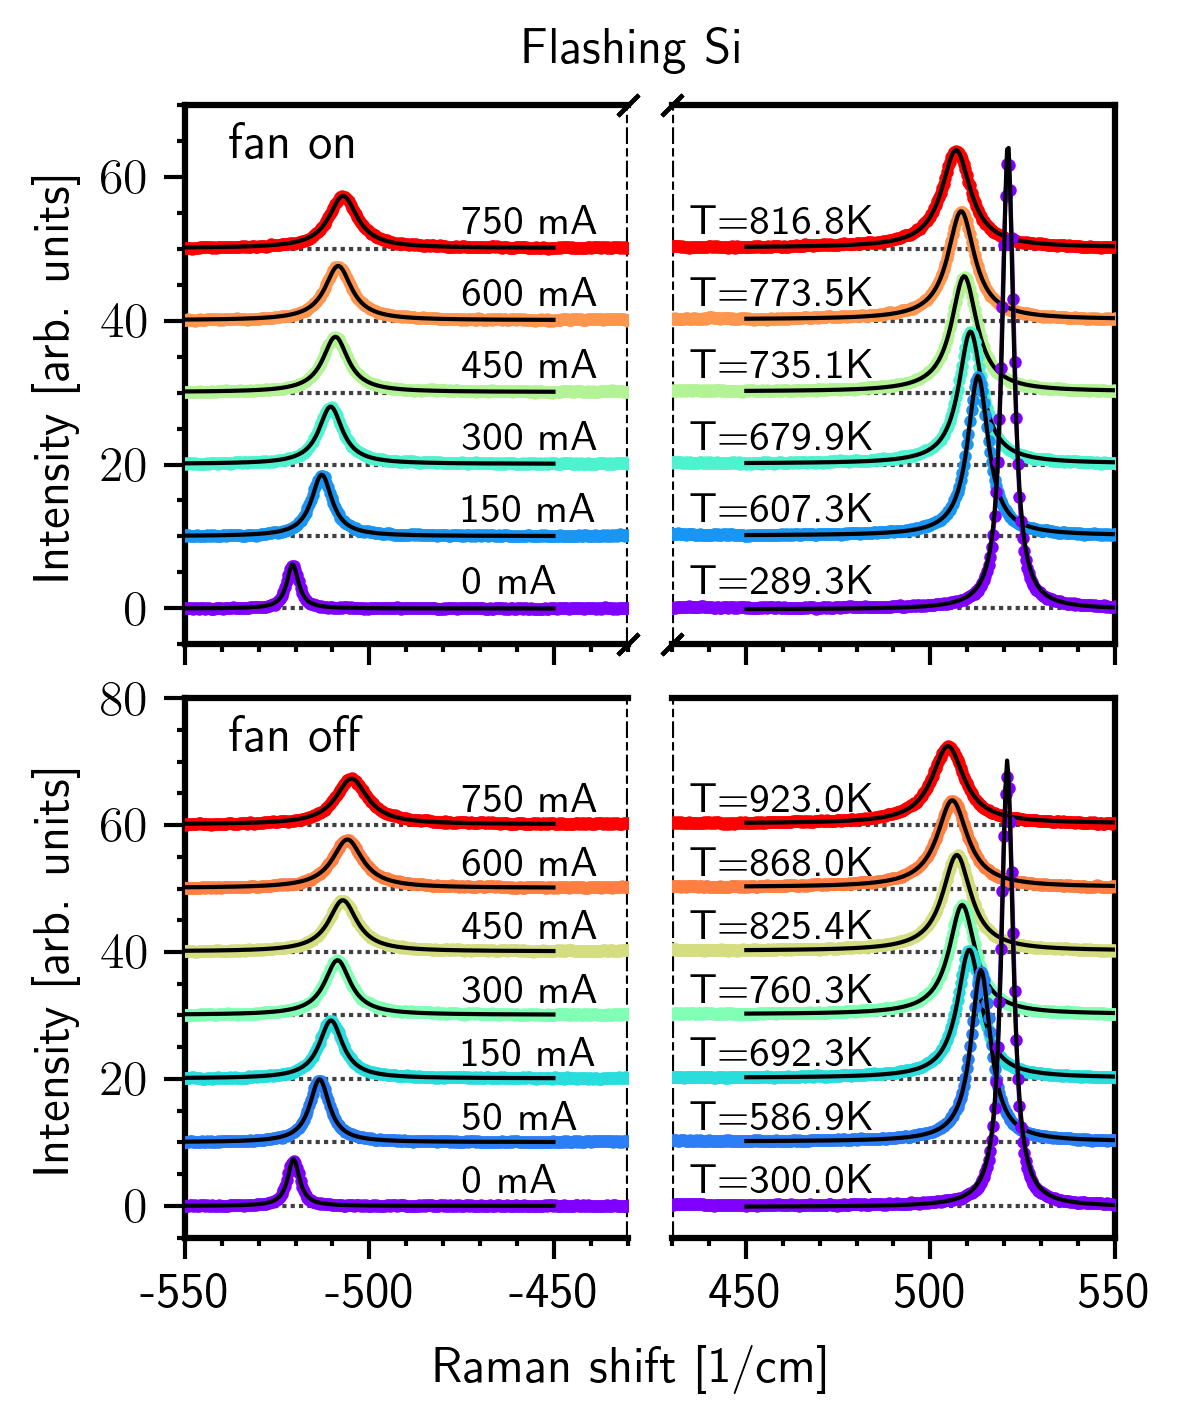 Flashing Si
fan on
60
40
20
0
Intensity [arb. units]
750 mA T=816.8K
600 mA T=773.5K
450 mA T=735.1K
300 mA T=679.9K
150 mA T=607.3K
0 mA T=289.3K
fan off
80
60
40
20
0
Intensity [arb. units]
750 mA T=923.0K
600 mA T=868.0K
450 mA T=825.4K
300 mA T=760.3K
150 mA T=692.3K
50 mA T=586.9K
0 mA T=300.0K
-550 -500 -450 450 500 550
Raman shift [1/cm]